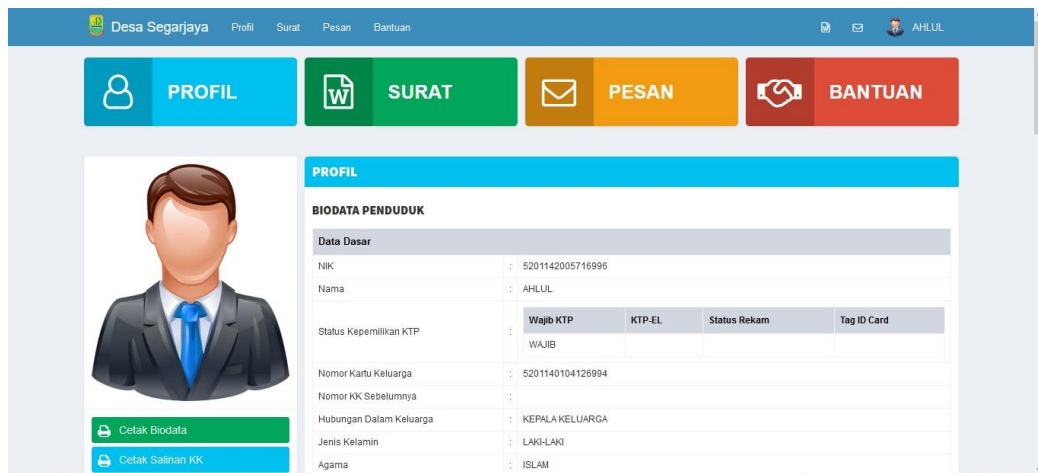 Desa Segarjaya Profil Surat Pesan Bantuan AHLUL
PROFIL SURAT PESAN BANTUAN
PROFIL
BIODATA PENDUDUK
Data Dasar
NIK : 5201142005716996
Nama : AHLUL
Status Kepemilikan KTP :
Wajib KTP KTP-EL Status Rekam Tag ID Card
WAJIB
Nomor Kartu Keluarga : 5201140104126994
Nomor KK Sebelumnya :
Hubungan Dalam Keluarga : KEPALA KELUARGA
Jenis Kelamin : LAKI-LAKI
Agama : ISLAM
Cetak Biodata
Cetak Salinan KK